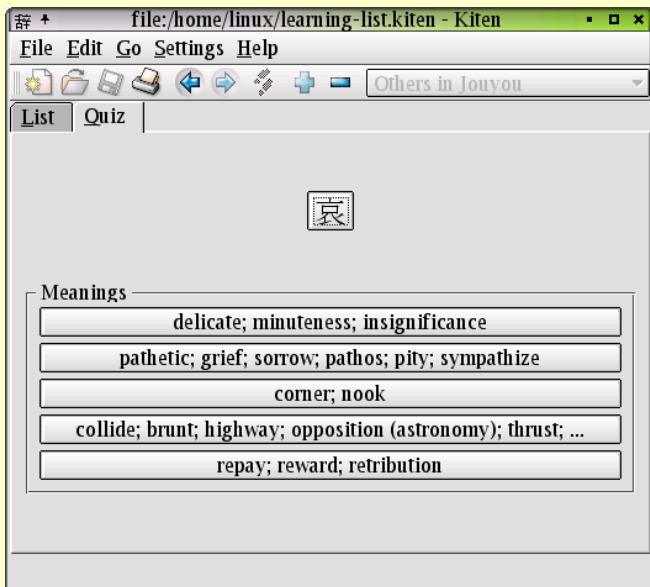 辞 file:/home/linux/learning-list.kiten - Kiten
File Edit Go Settings Help
Others in Jouyou
List Quiz
哀
Meanings
delicate; minuteness; insignificance
pathetic; grief; sorrow; pathos; pity; sympathize
corner; nook
collide; brunt; highway; opposition (astronomy); thrust; ...
repay; reward; retribution